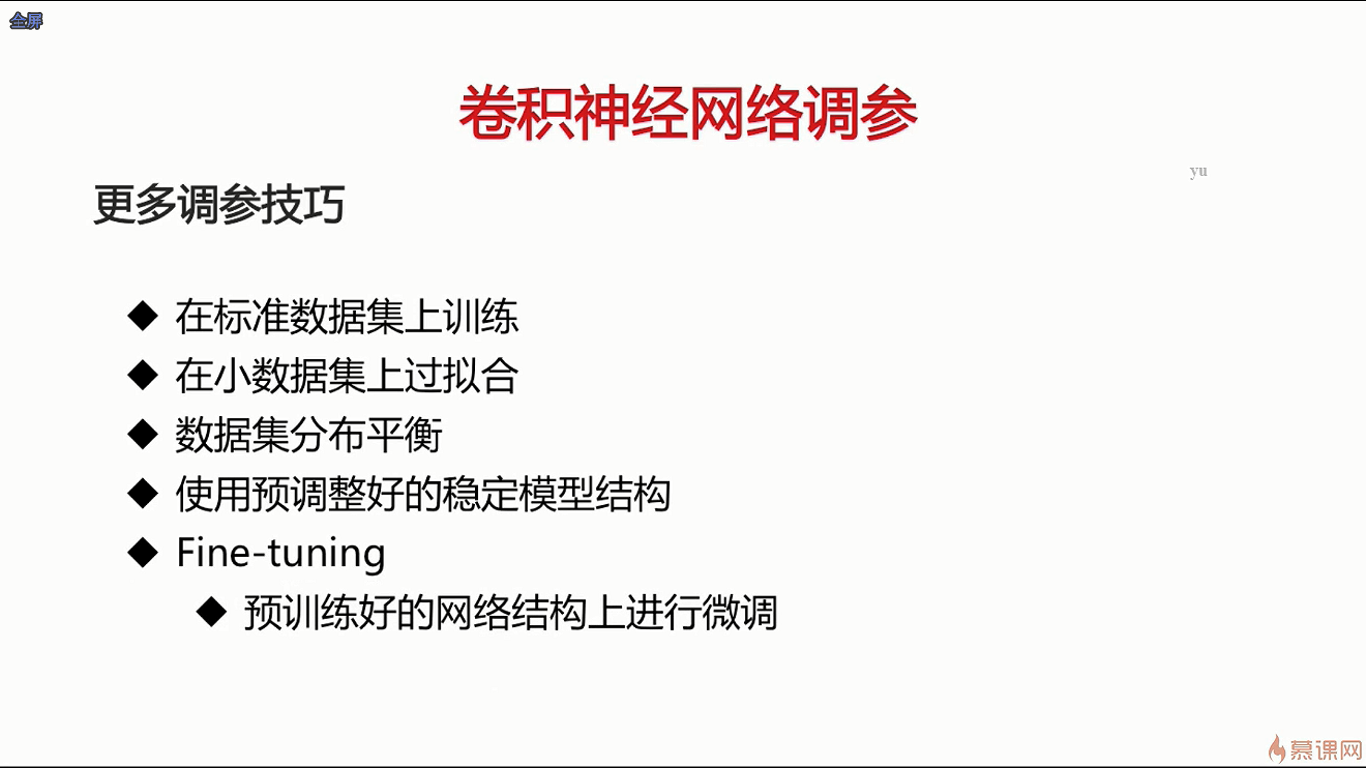 全屏
卷积神经网络调参
yu
更多调参技巧
◆ 在标准数据集上训练
◆ 在小数据集上过拟合
◆ 数据集分布平衡
◆ 使用预调整好的稳定模型结构
◆ Fine-tuning
◆ 预训练好的网络结构上进行微调
慕课网